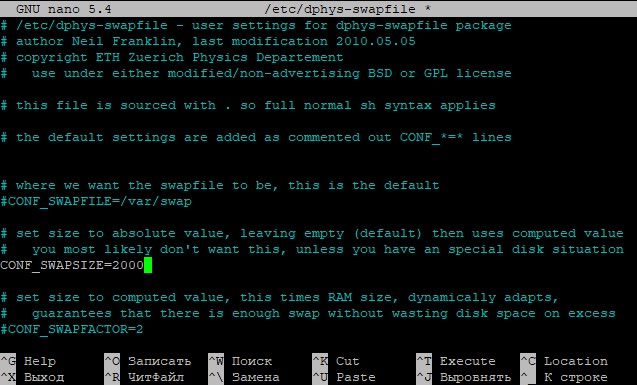 GNU nano 5.4 /etc/dphys-swapfile *
# /etc/dphys-swapfile - user settings for dphys-swapfile package
# author Neil Franklin, last modification 2010.05.05
# copyright ETH Zuerich Physics Departement
#   use under either modified/non-advertising BSD or GPL license
# this file is sourced with . so full normal sh syntax applies
# the default settings are added as commented out CONF_*=* lines
# where we want the swapfile to be, this is the default
#CONF_SWAPFILE=/var/swap
# set size to absolute value, leaving empty (default) then uses computed value
#   you most likely don't want this, unless you have an special disk situation
CONF_SWAPSIZE=2000
# set size to computed value, this times RAM size, dynamically adapts,
#   guarantees that there is enough swap without wasting disk space on excess
#CONF_SWAPFACTOR=2
^G Help ^O Записать ^W Поиск ^K Cut ^T Execute ^C Location
^X Выход ^R ЧитФайл ^\ Замена ^U Paste ^J Выровнять ^_ К строке